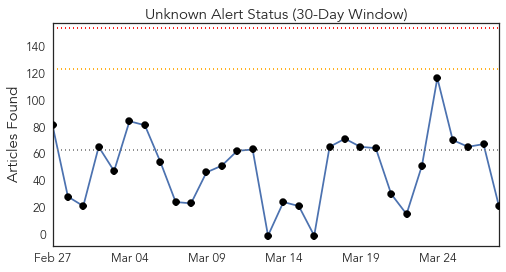 Unknown Alert Status (30-Day Window)
Articles Found
140
120
100
80
60
40
20
0
Feb 27 Mar 04 Mar 09 Mar 14 Mar 19 Mar 24